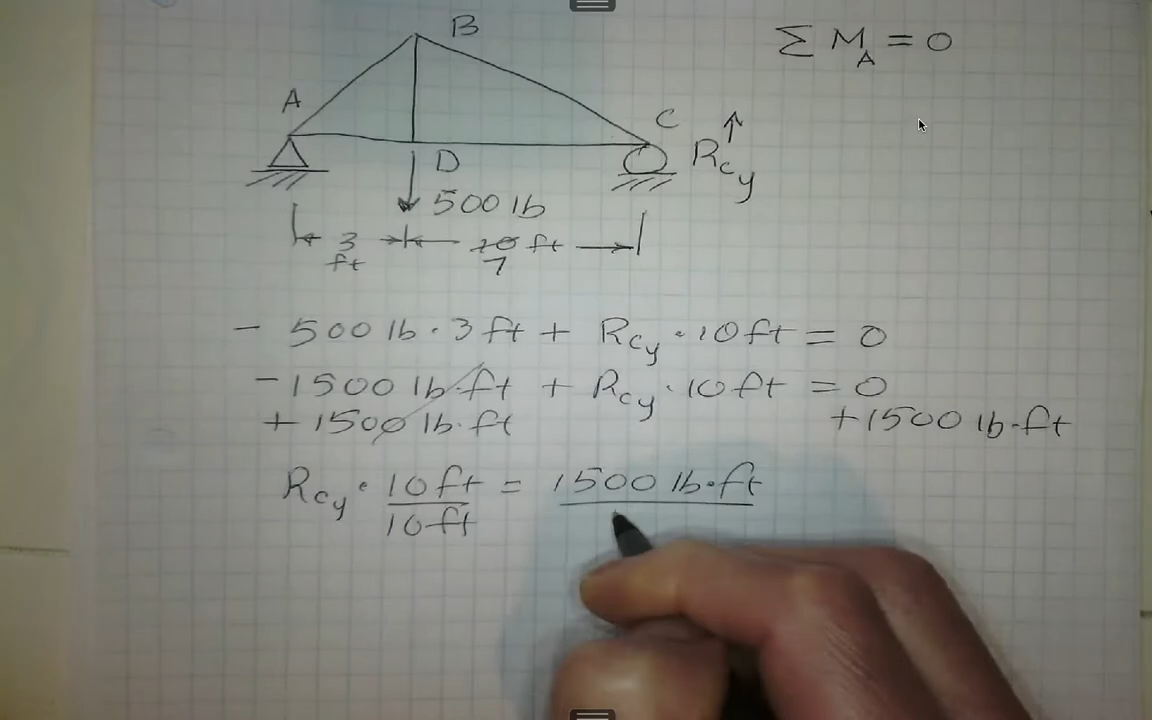 B
Σ M_A = 0
A
C
R_Cy ↑
D
500 lb
3 ft
10 ft
7
- 500 lb · 3 ft + R_Cy · 10 ft = 0
- 1500 lb·ft + R_Cy · 10 ft = 0
+ 1500 lb·ft + 1500 lb·ft
R_Cy · 10 ft = 1500 lb·ft
10 ft